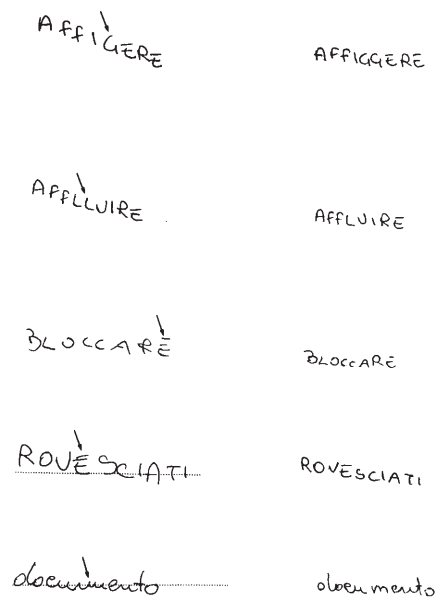 AFFIGERE AFFIGGERE
AFFLLUIRE AFFLUIRE
BLOCCARE BLOCCARE
ROVESCIATI ROVESCIATI
documento documento